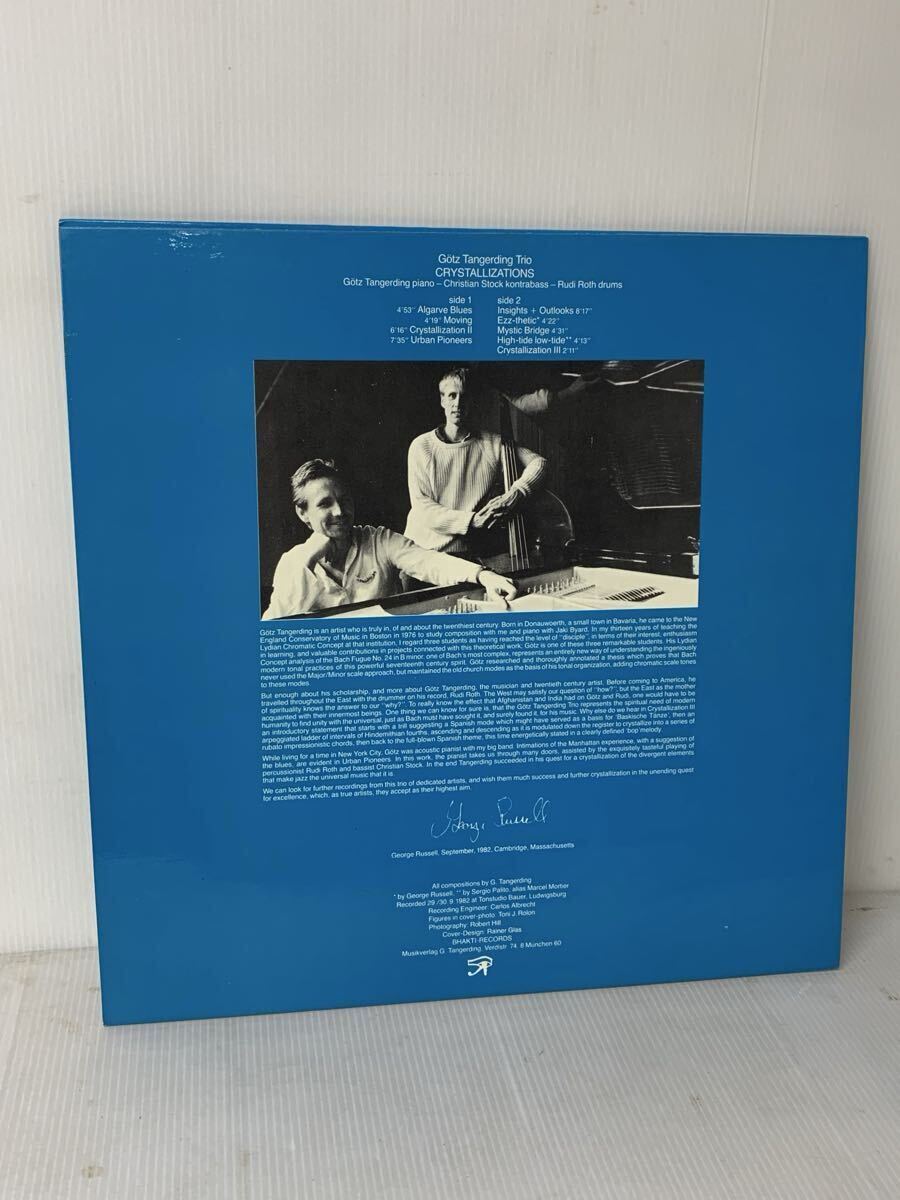 Götz Tangerding Trio
CRYSTALLIZATIONS
Götz Tangerding piano – Christian Stock kontrabass – Rudi Roth drums
side 1
4'53'' Algarve Blues
4'19'' Moving
6'16'' Crystallization II
7'35'' Urban Pioneers
side 2
Insights + Outlooks 8'17''
Ezz-thetic* 4'22''
Mystic Bridge 4'31''
High-tide low-tide** 4'13''
Crystallization III 2'11''
Götz Tangerding is an artist who is truly in, of and about the twenthiest century. Born in Donauwoerth, a small town in Bavaria, he came to the New
England Conservatory of Music in Boston in 1976 to study composition with me and piano with Jaki Byard. In my thirteen years of teaching the
Lydian Chromatic Concept at that institution, I regard three students as having reached the level of "disciple", in terms of their interest, enthusiasm
in learning, and valuable contributions in projects connected with this theoretical work. Götz is one of these three remarkable students. His Lydian
Concept analysis of the Bach Fugue No. 24 in B minor, one of Bach's most complex, represents an entirely new way of understanding the ingeniously
modern tonal practices of this powerful seventeenth century spirit. Götz researched and thoroughly annotated a thesis which proves that Bach
never used the Major/Minor scale approach, but maintained the old church modes as the basis of his tonal organization, adding chromatic scale tones
to these modes.
But enough about his scholarship, and more about Götz Tangerding, the musician and twentieth century artist. Before coming to America, he
travelled throughout the East with the drummer on his record, Rudi Roth. The West may satisfy our question of "how?", but the East as the mother
of spirituality knows the answer to our "why?". To really know the effect that Afghanistan and India had on Götz and Rudi, one would have to be
acquainted with their innermost beings. One thing we can know for sure is, that the Götz Tangerding Trio represents the spiritual need of modern
humanity to find unity with the universal, just as Bach must have sought it, and surely found it, for his music. Why else do we hear in Crystallization III
an introductory statement that starts with a trill suggesting a Spanish mode which might have served as a basis for 'Baskische Tänze', then an
arpeggiated ladder of intervals of Hindemithian fourths, ascending and descending as it is modulated down the register to crystallize into a series of
rubato impressionistic chords, then back to the full-blown Spanish theme, this time energetically stated in a clearly defined 'bop' melody.
While living for a time in New York City, Götz was acoustic pianist with my big band. Intimations of the Manhattan experience, with a suggestion of
the blues, are evident in Urban Pioneers. In this work, the pianist takes us through many doors, assisted by the exquisitely tasteful playing of
percussionist Rudi Roth and bassist Christian Stock. In the end Tangerding succeeded in his quest for a crystallization of the divergent elements
that make jazz the universal music that it is.
We can look for further recordings from this trio of dedicated artists, and wish them much success and further crystallization in the unending quest
for excellence, which, as true artists, they accept as their highest aim.
George Russell
George Russell, September, 1982, Cambridge, Massachusetts
All compositions by G. Tangerding
* by George Russell, ** by Sergio Palito, alias Marcel Mortier
Recorded 29./30. 9. 1982 at Tonstudio Bauer, Ludwigsburg
Recording Engineer: Carlos Albrecht
Figures in cover-photo: Toni J. Rolon
Photography: Robert Hill
Cover-Design: Rainer Glas
BHAKTI-RECORDS
Musikverlag G. Tangerding, Verdistr. 74, 8 München 60